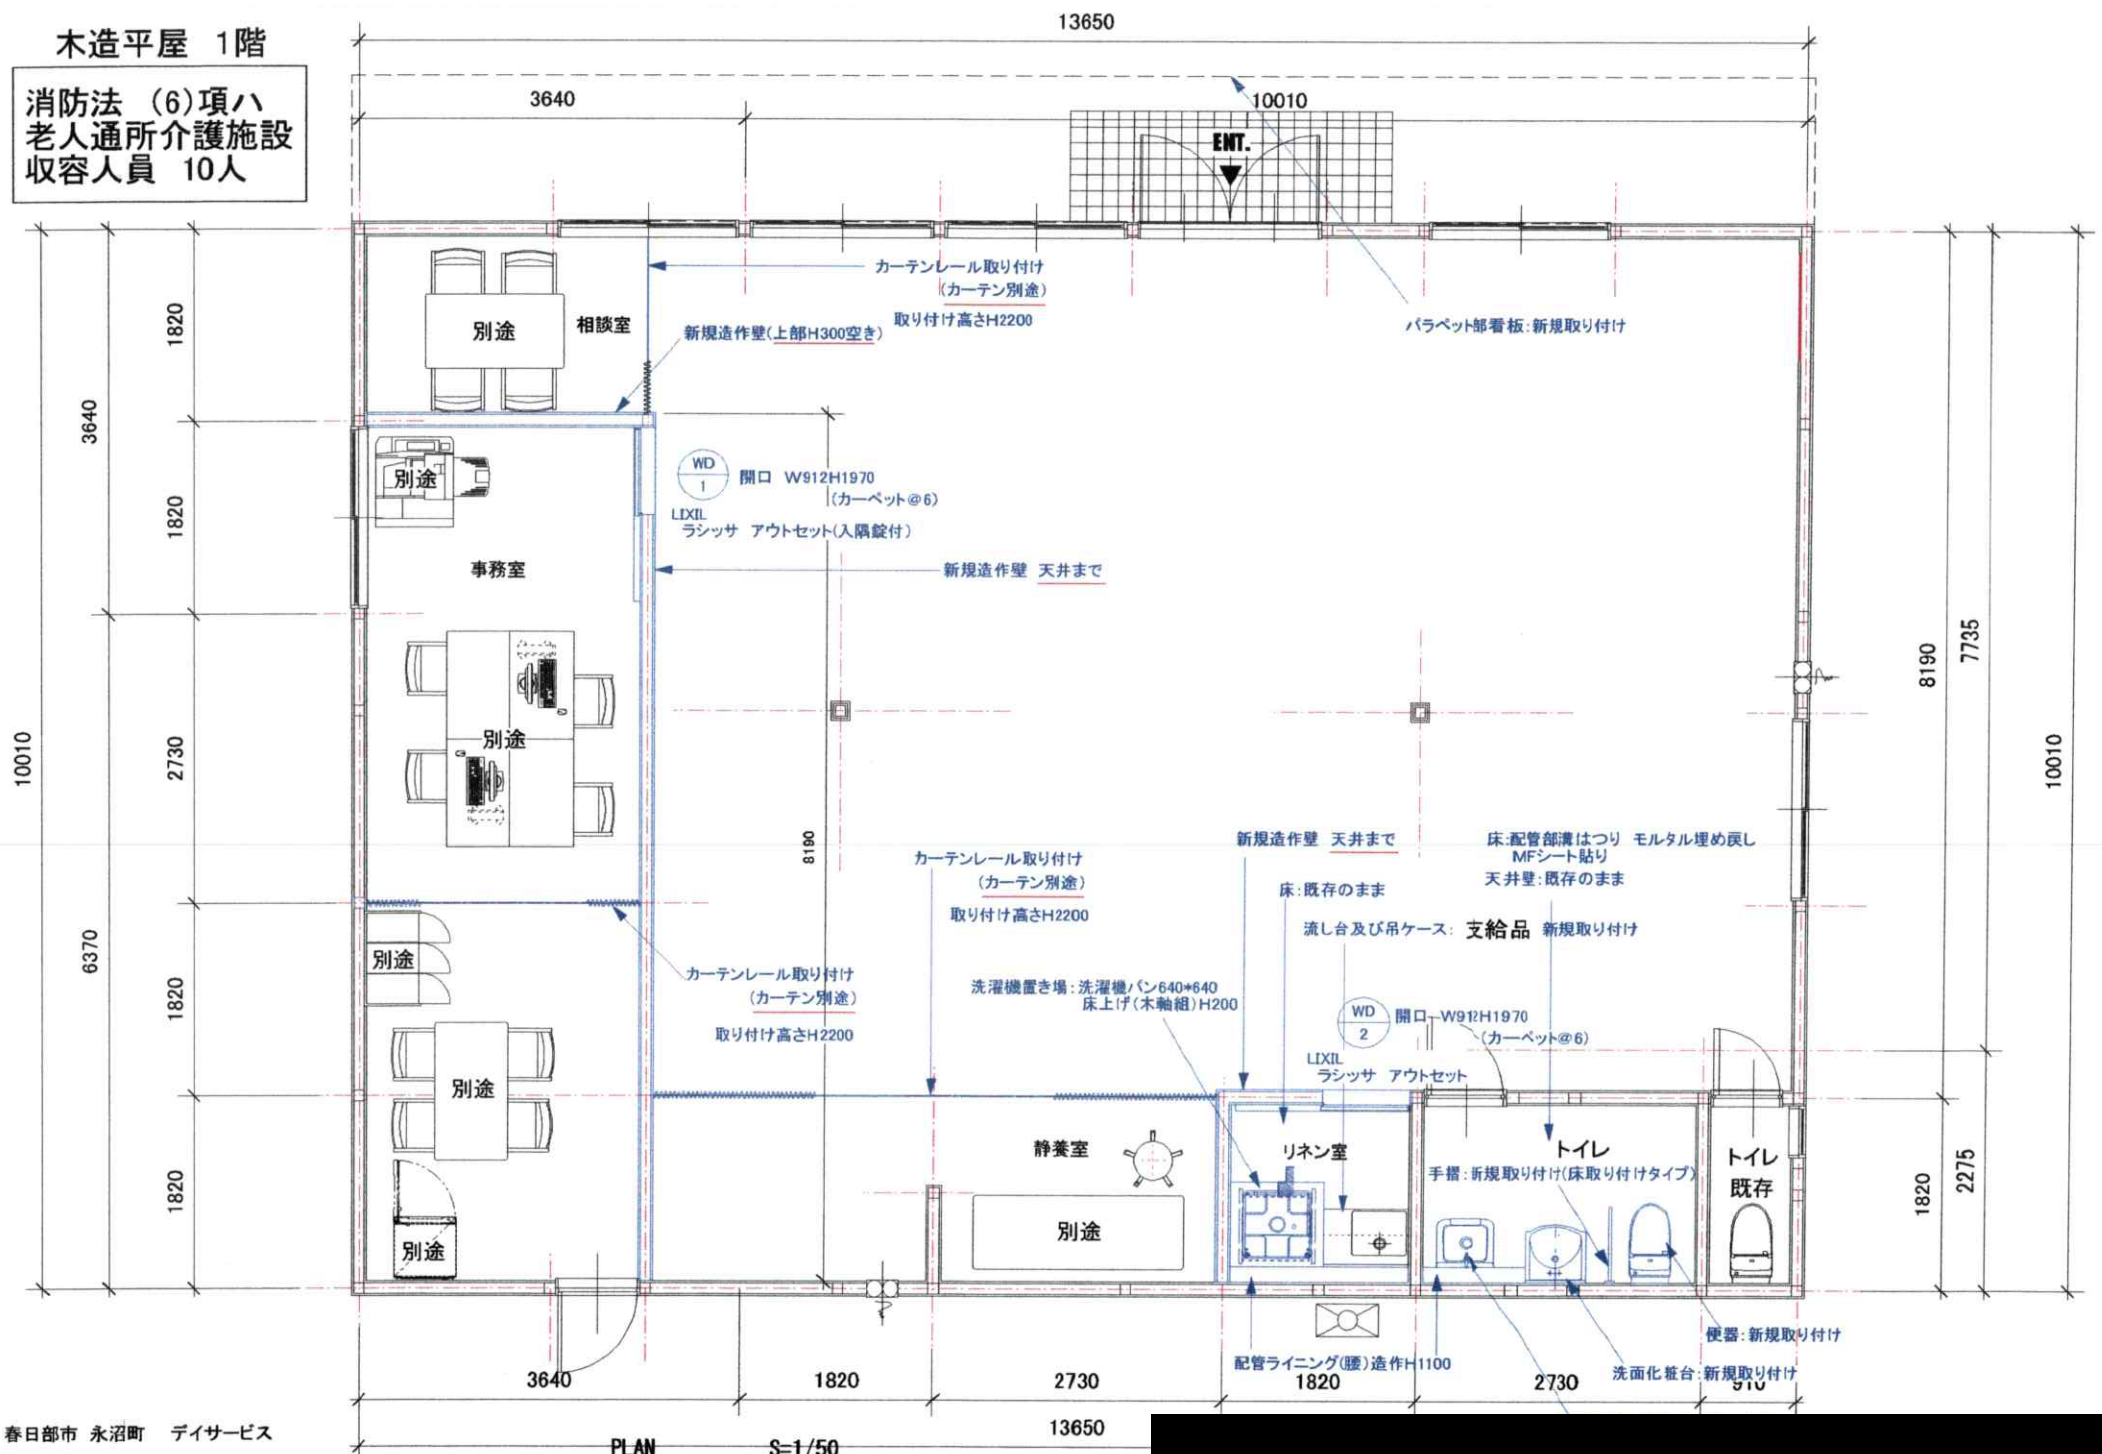 木造平屋 1階
消防法 (6)項ハ
老人通所介護施設
収容人員 10人
13650
3640
10010
ENT.
カーテンレール取り付け
(カーテン別途)
取り付け高さH2200
パラペット部看板:新規取り付け
別途
相談室
新規造作壁(上部H300空き)
1820
3640
1820
2730
10010
6370
1820
1820
別途
WD
1
開口 W912H1970
(カーペット@6)
LIXIL
ラシッサ アウトセット(入隅錠付)
事務室
新規造作壁 天井まで
別途
8190
8190
7735
10010
1820
2275
カーテンレール取り付け
(カーテン別途)
取り付け高さH2200
新規造作壁 天井まで
床:配管部溝はつり モルタル埋め戻し
MFシート貼り
天井壁:既存のまま
床:既存のまま
流し台及び吊ケース: 支給品 新規取り付け
別途
カーテンレール取り付け
(カーテン別途)
取り付け高さH2200
洗濯機置き場:洗濯機パン640*640
床上げ(木軸組)H200
WD
2
開口 W912H1970
(カーペット@6)
LIXIL
ラシッサ アウトセット
別途
静養室
リネン室
トイレ
手摺:新規取り付け(床取り付けタイプ)
トイレ
既存
別途
別途
便器:新規取り付け
配管ライニング(腰)造作H1100
洗面化粧台:新規取り付け
3640
1820
2730
1820
2730
910
13650
春日部市 永沼町 デイサービス
PLAN S=1/50